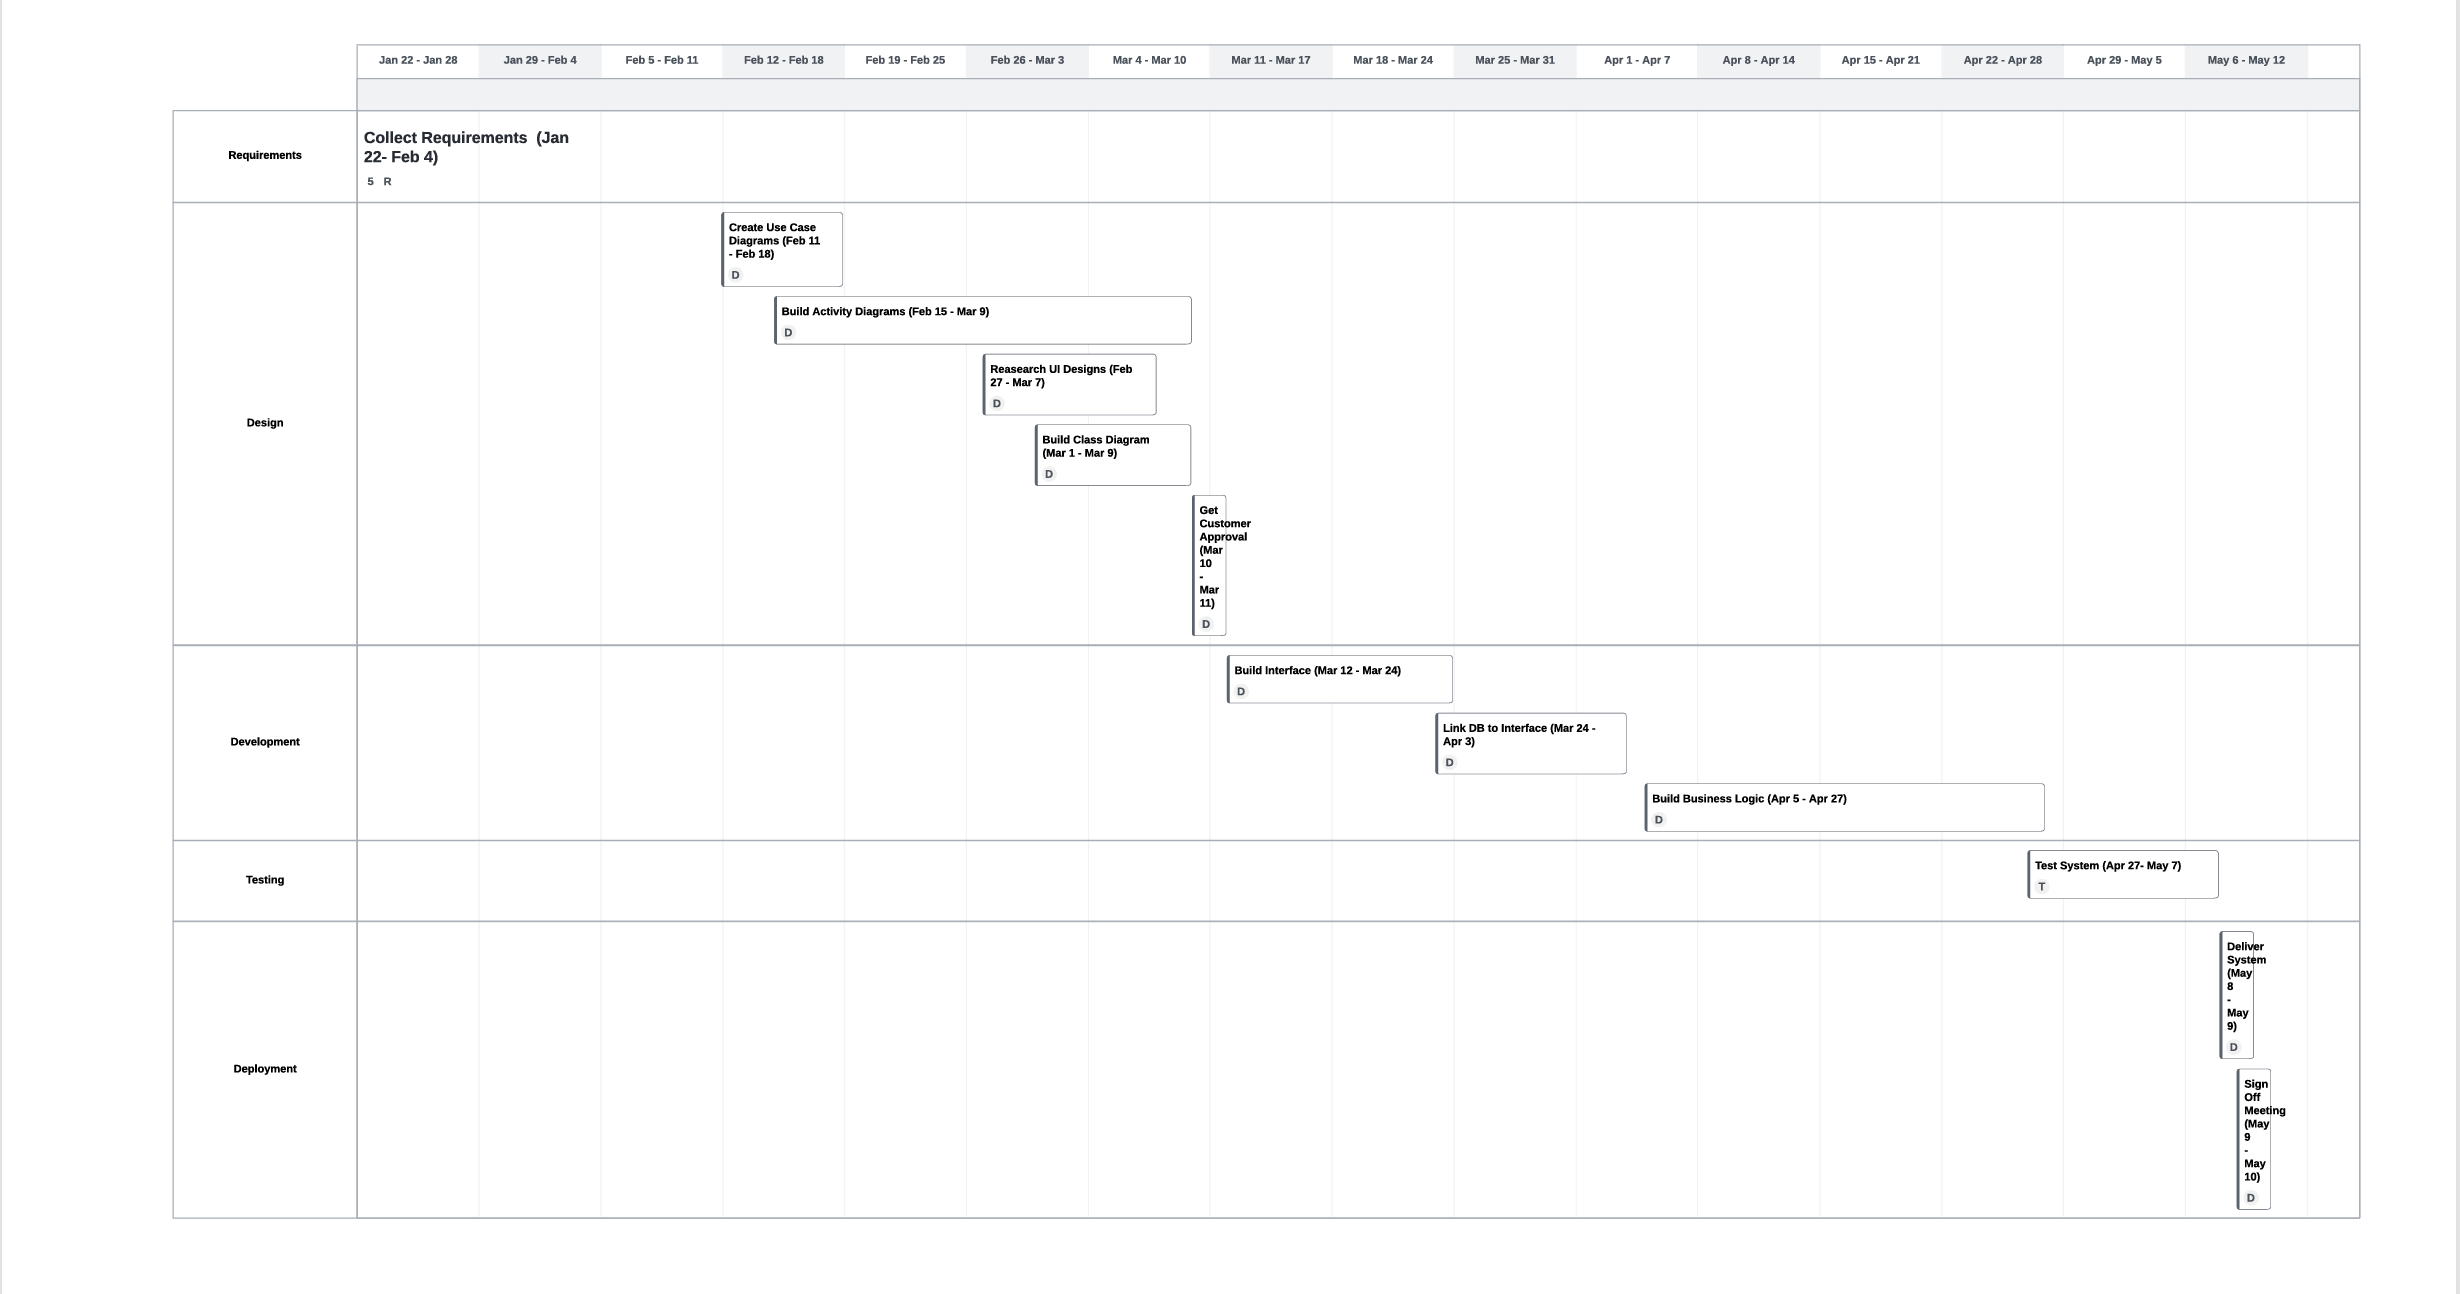 Jan 22 - Jan 28
Jan 29 - Feb 4
Feb 5 - Feb 11
Feb 12 - Feb 18
Feb 19 - Feb 25
Feb 26 - Mar 3
Mar 4 - Mar 10
Mar 11 - Mar 17
Mar 18 - Mar 24
Mar 25 - Mar 31
Apr 1 - Apr 7
Apr 8 - Apr 14
Apr 15 - Apr 21
Apr 22 - Apr 28
Apr 29 - May 5
May 6 - May 12
Requirements
Collect Requirements  (Jan
22- Feb 4)
5 R
Design
Create Use Case
Diagrams (Feb 11
- Feb 18)
D
Build Activity Diagrams (Feb 15 - Mar 9)
D
Reasearch UI Designs (Feb
27 - Mar 7)
D
Build Class Diagram
(Mar 1 - Mar 9)
D
Get
Customer
Approval
(Mar
10
-
Mar
11)
D
Development
Build Interface (Mar 12 - Mar 24)
D
Link DB to Interface (Mar 24 -
Apr 3)
D
Build Business Logic (Apr 5 - Apr 27)
D
Testing
Test System (Apr 27- May 7)
T
Deployment
Deliver
System
(May
8
-
May
9)
D
Sign
Off
Meeting
(May
9
-
May
10)
D